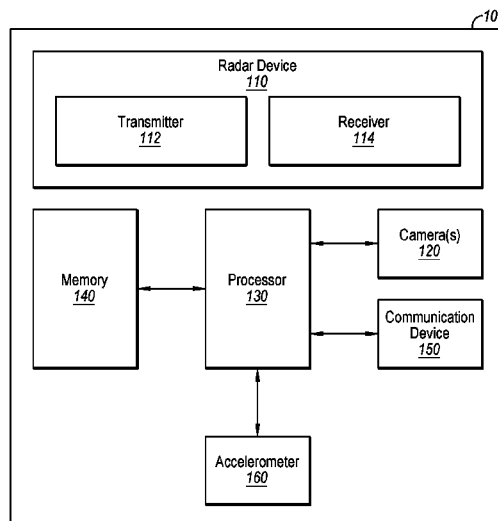 10
Radar Device
110
Transmitter
112
Receiver
114
Memory
140
Processor
130
Camera(s)
120
Communication
Device
150
Accelerometer
160